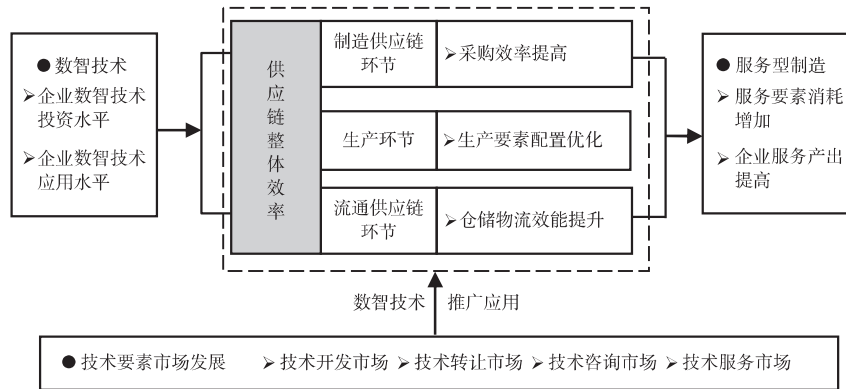 ●数智技术
➢企业数智技术
投资水平
➢企业数智技术
应用水平
供应链整体效率
制造供应链
环节
➢采购效率提高
生产环节
➢生产要素配置优化
流通供应链
环节
➢仓储物流效能提升
●服务型制造
➢服务要素消耗
增加
➢企业服务产出
提高
数智技术 推广应用
●技术要素市场发展 ➢技术开发市场 ➢技术转让市场 ➢技术咨询市场 ➢技术服务市场